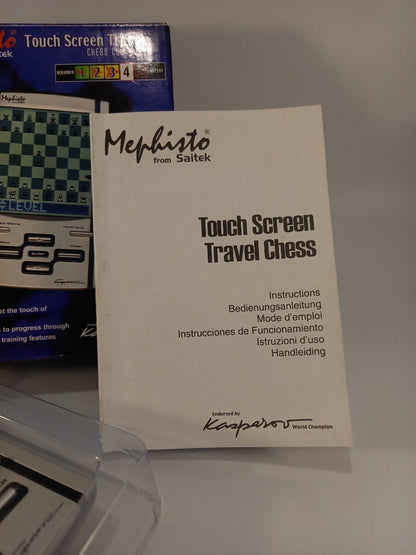 Touch Screen Tra
Saitek
CHESS
BEGINNER 1 2 3 4
Mephisto
LEVEL
at the touch of
s to progress through
training features
Mephisto®
from Saitek
Touch Screen
Travel Chess
Instructions
Bedienungsanleitung
Mode d'emploi
Instrucciones de Funcionamiento
Istruzioni d'uso
Handleiding
Endorsed by
Kasparov World Champion